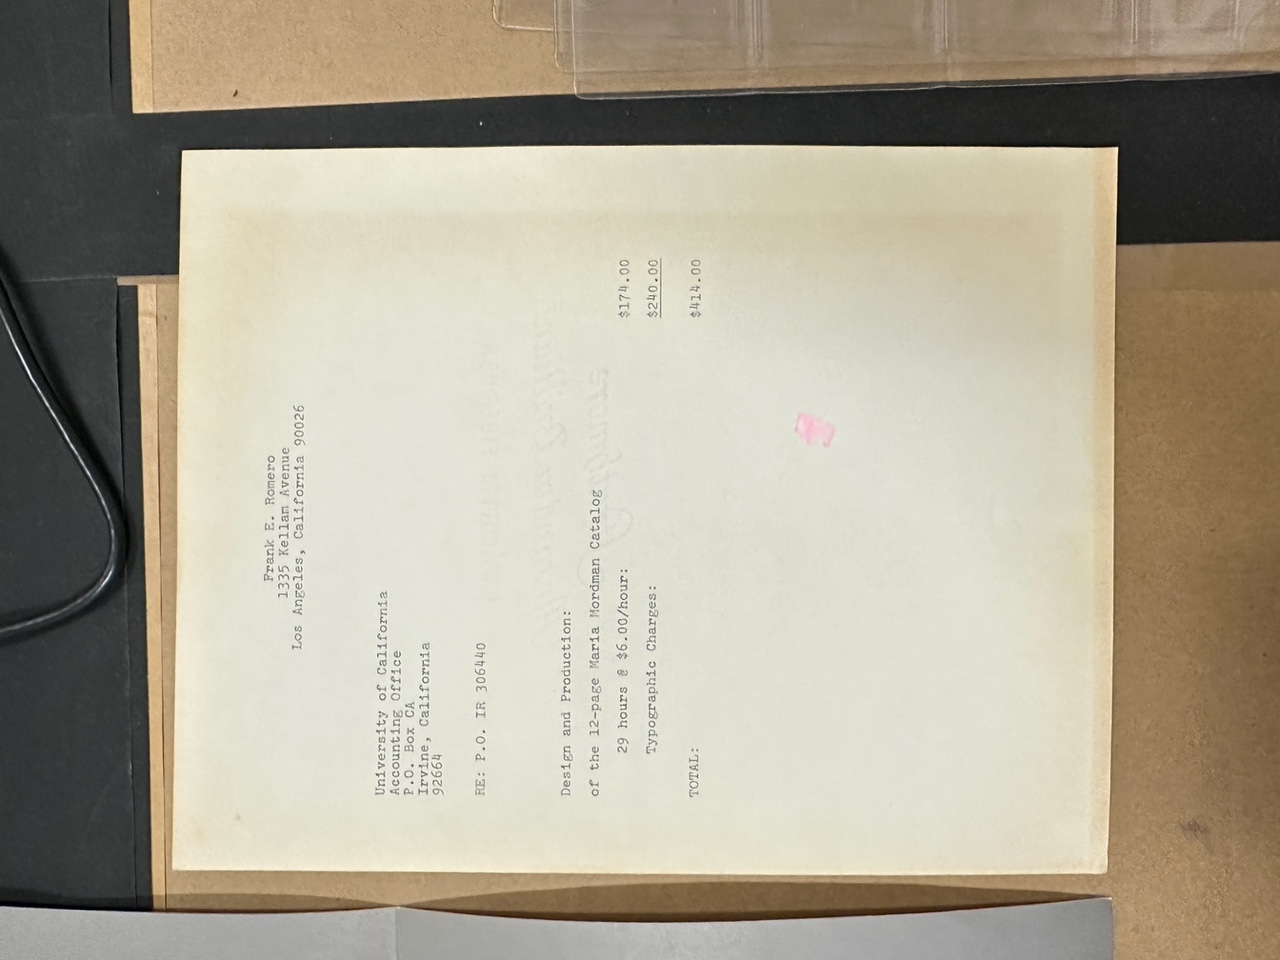 Frank E. Romero
1335 Kellam Avenue
Los Angeles, California 90026
University of California
Accounting Office
P.O. Box CA
Irvine, California
92664
RE: P.O. IR 306440
Design and Production:
of the 12-page Maria Mordman Catalog
29 hours @ $6.00/hour: $174.00
Typographic Charges: $240.00
TOTAL: $414.00